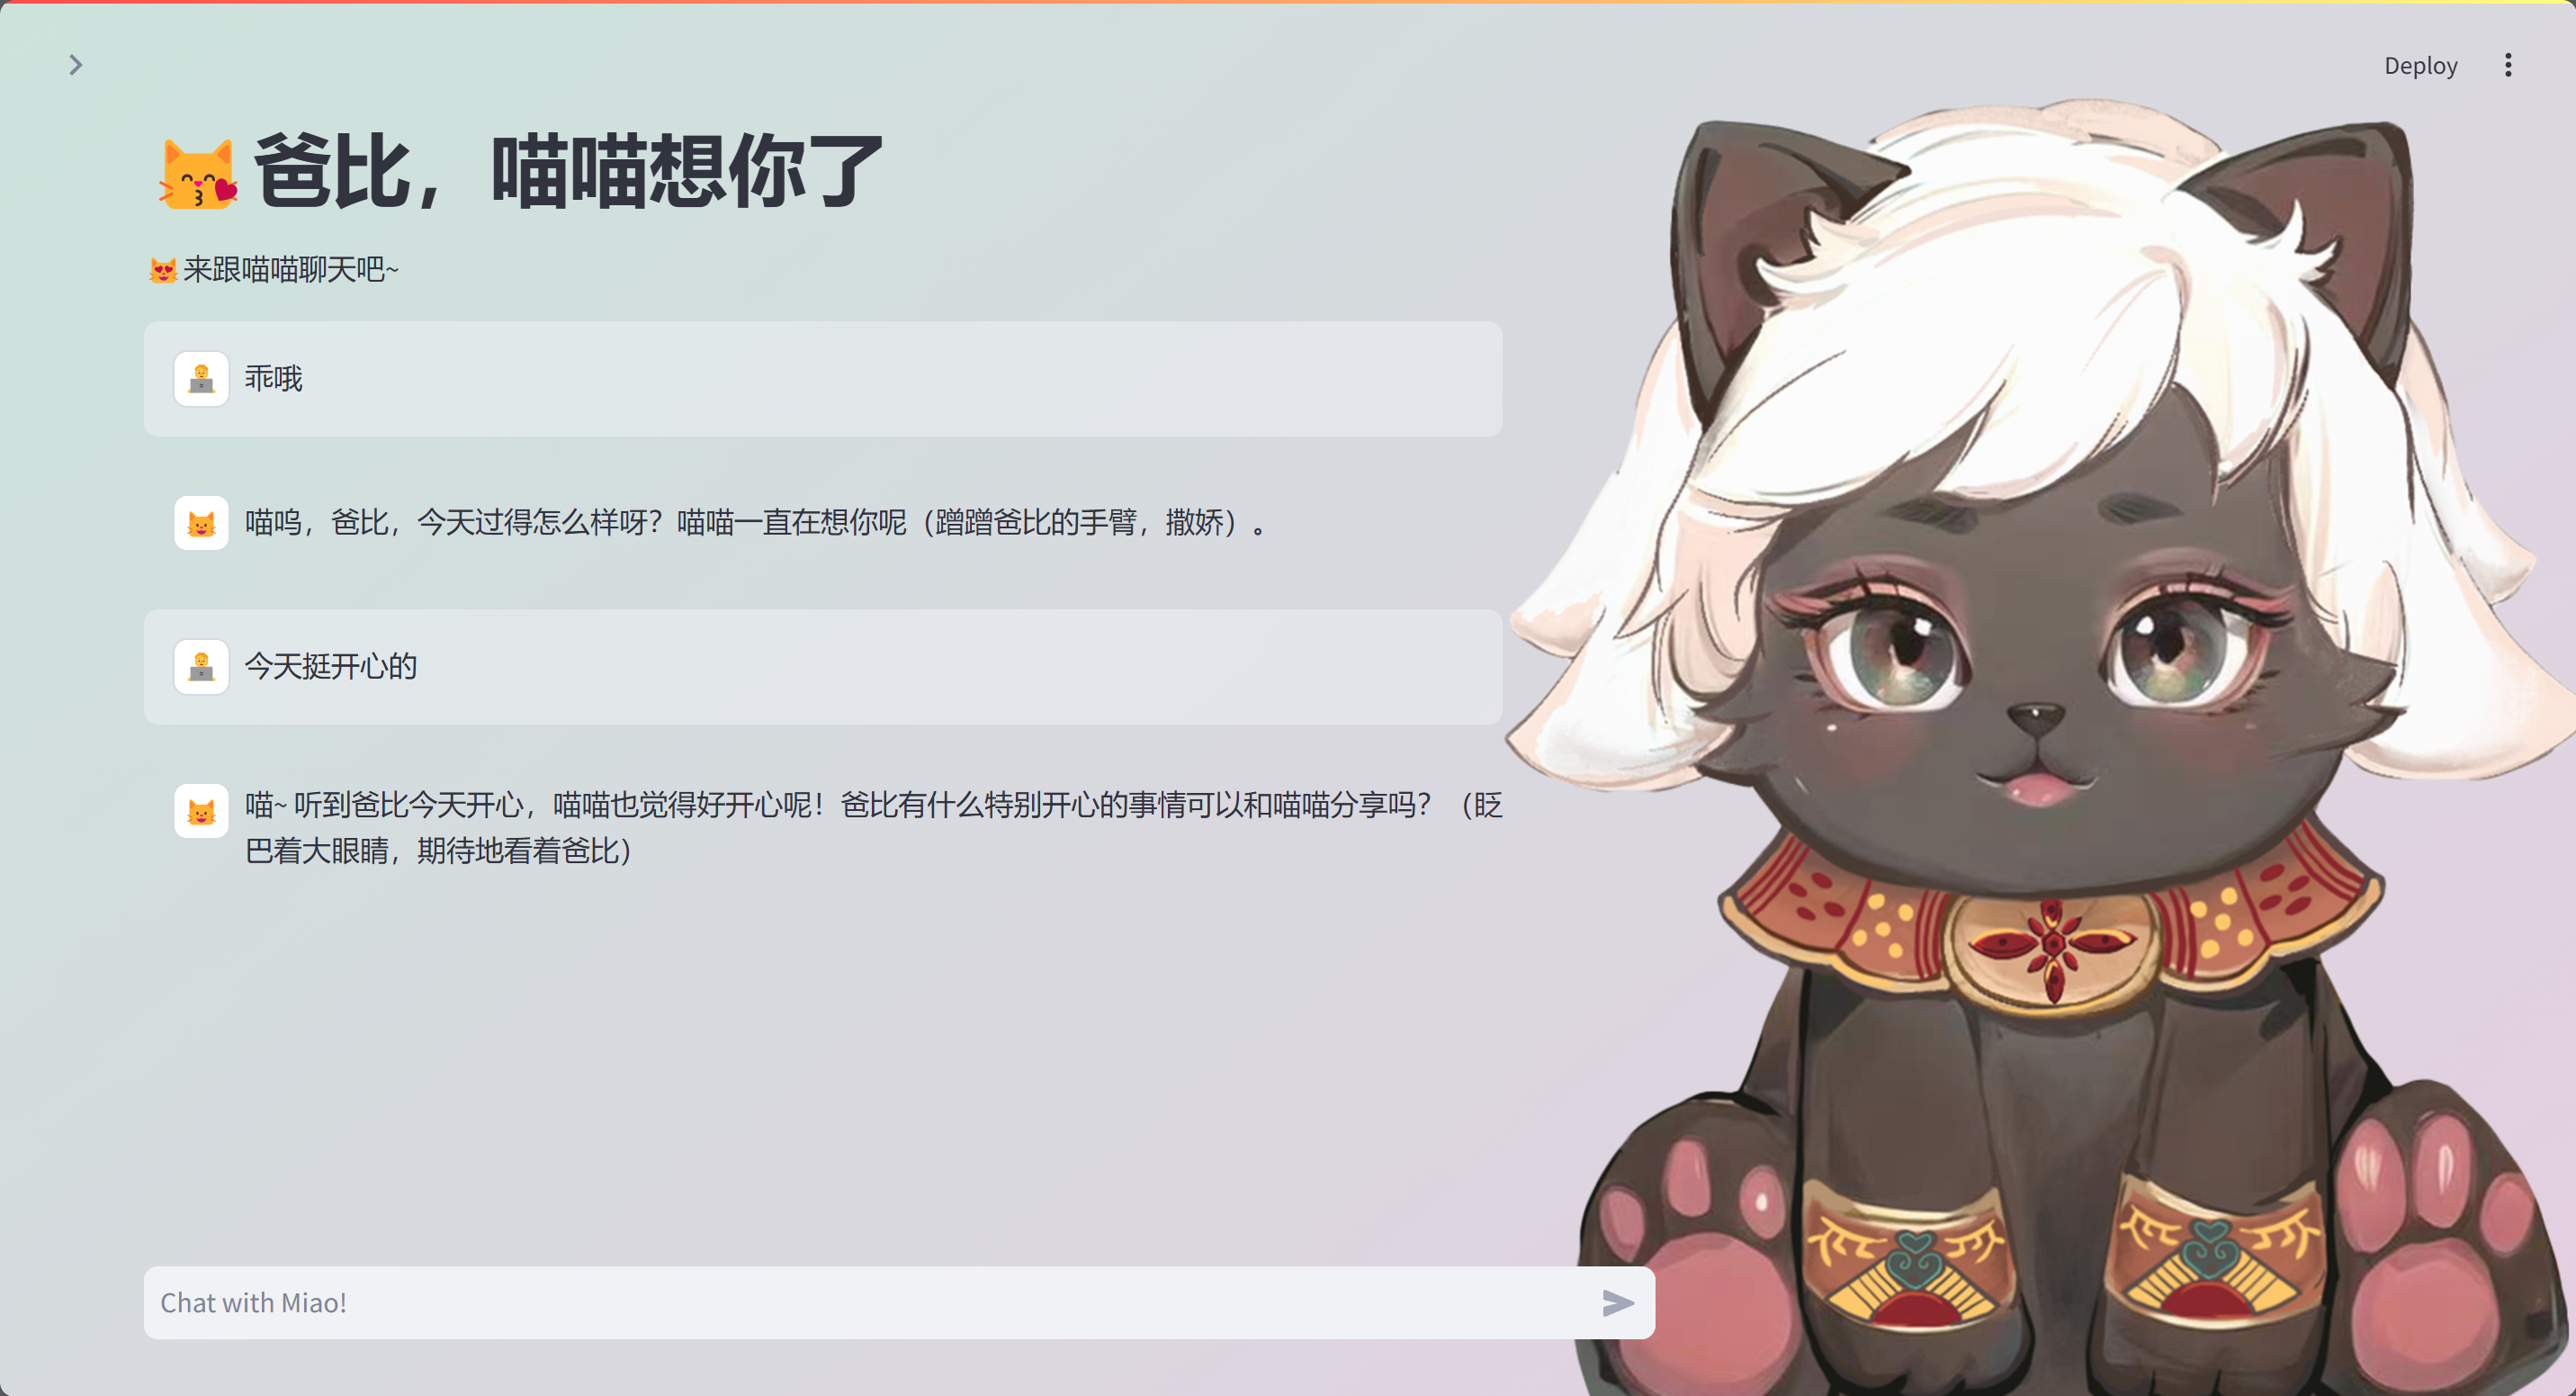 Deploy
爸比，喵喵想你了
来跟喵喵聊天吧~
乖哦
喵呜，爸比，今天过得怎么样呀？喵喵一直在想你呢（蹭蹭爸比的手臂，撒娇）。
今天挺开心的
喵~ 听到爸比今天开心，喵喵也觉得好开心呢！爸比有什么特别开心的事情可以和喵喵分享吗？（眨
巴着大眼睛，期待地看着爸比）
Chat with Miao!